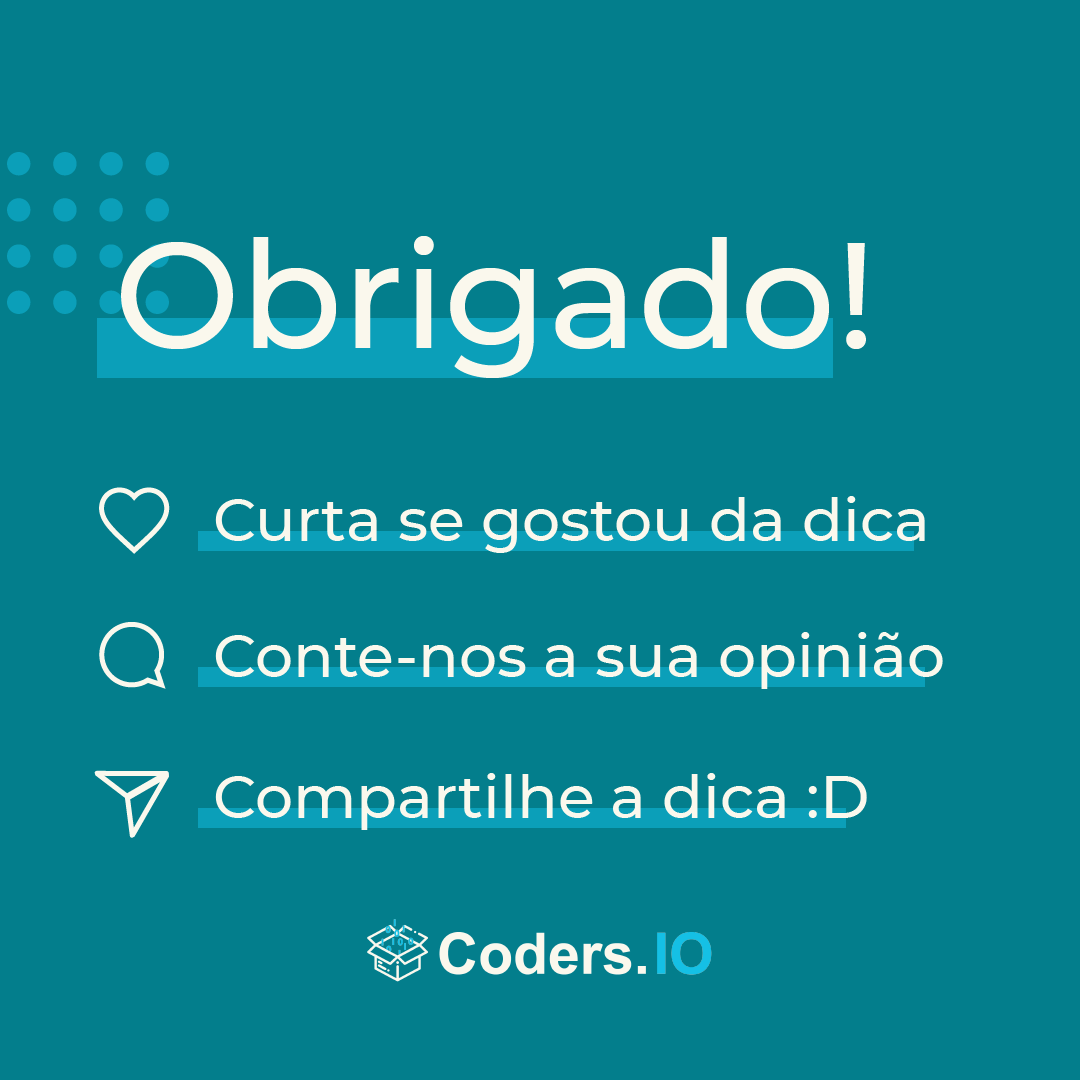 Obrigado!
Curta se gostou da dica
Conte-nos a sua opinião
Compartilhe a dica :D
Coders.IO